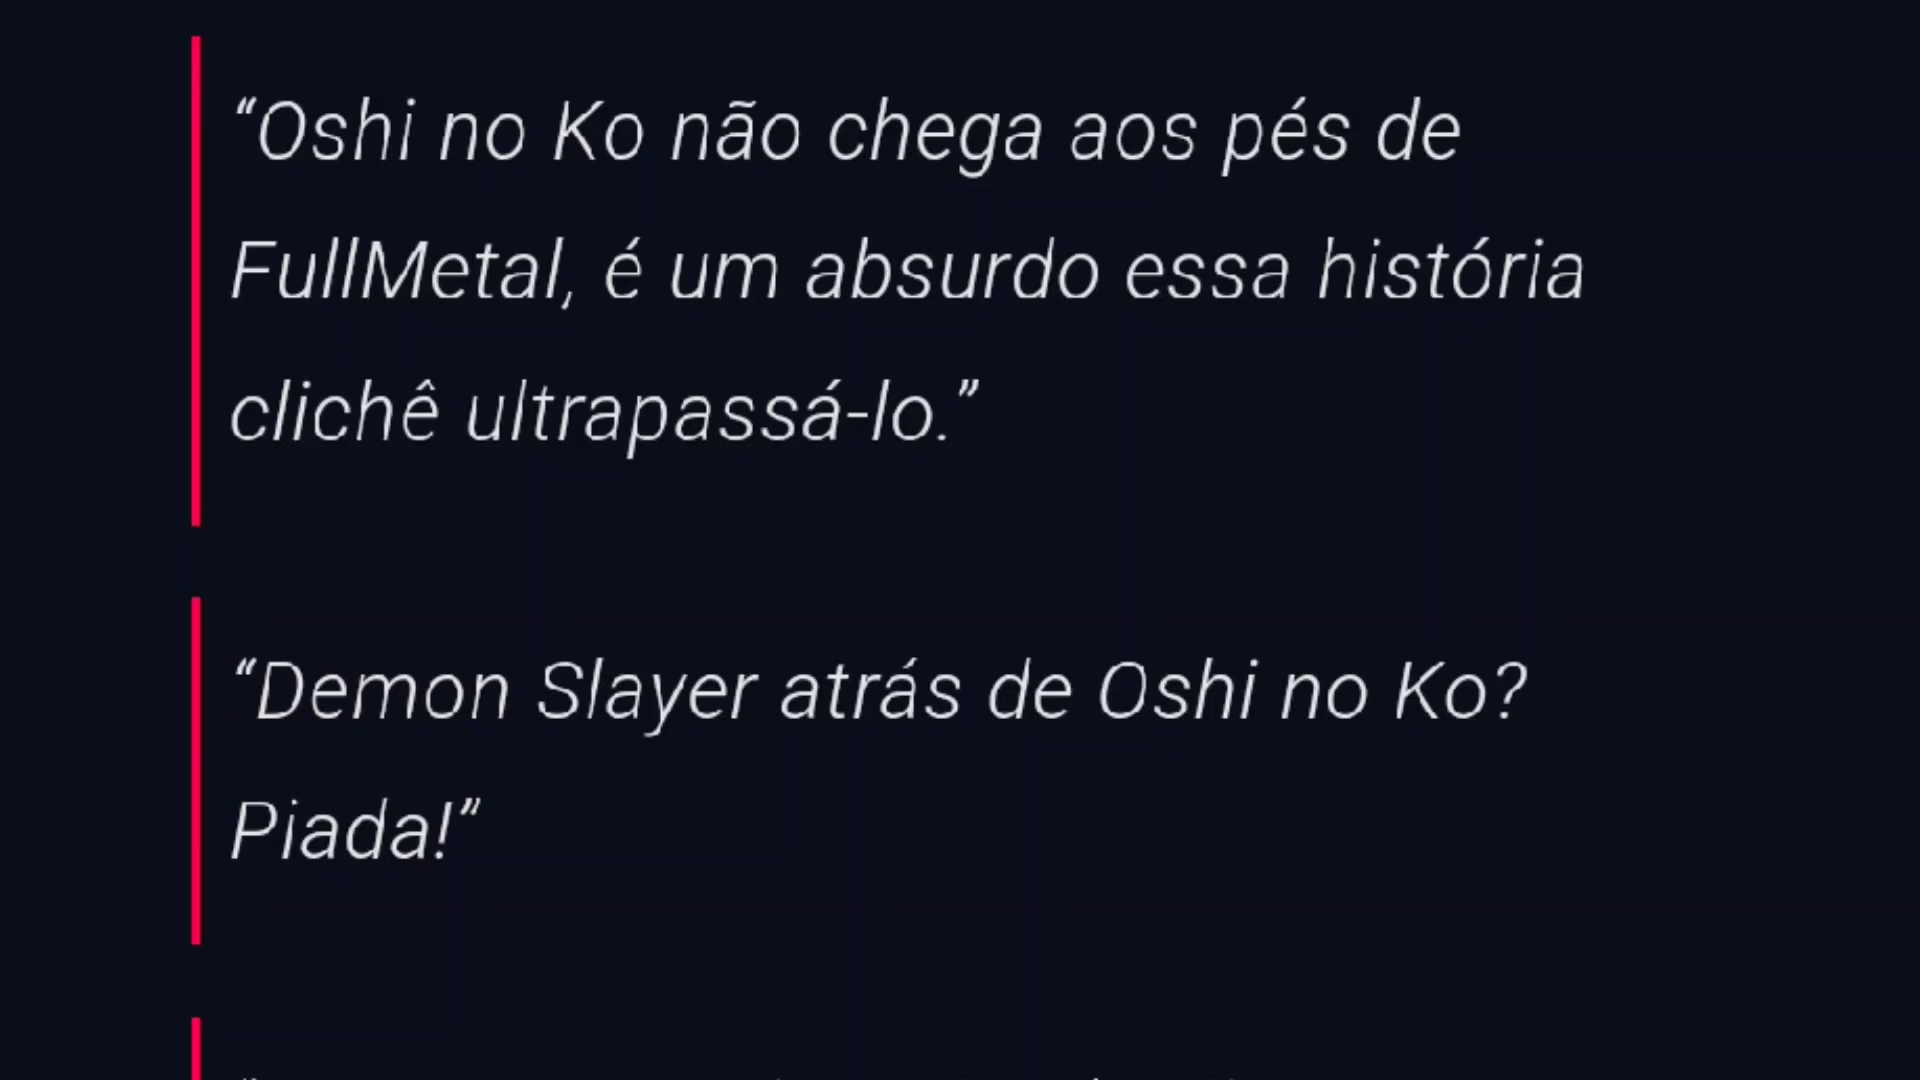 “Oshi no Ko não chega aos pés de
FullMetal, é um absurdo essa história
clichê ultrapassá-lo.”
“Demon Slayer atrás de Oshi no Ko?
Piada!”